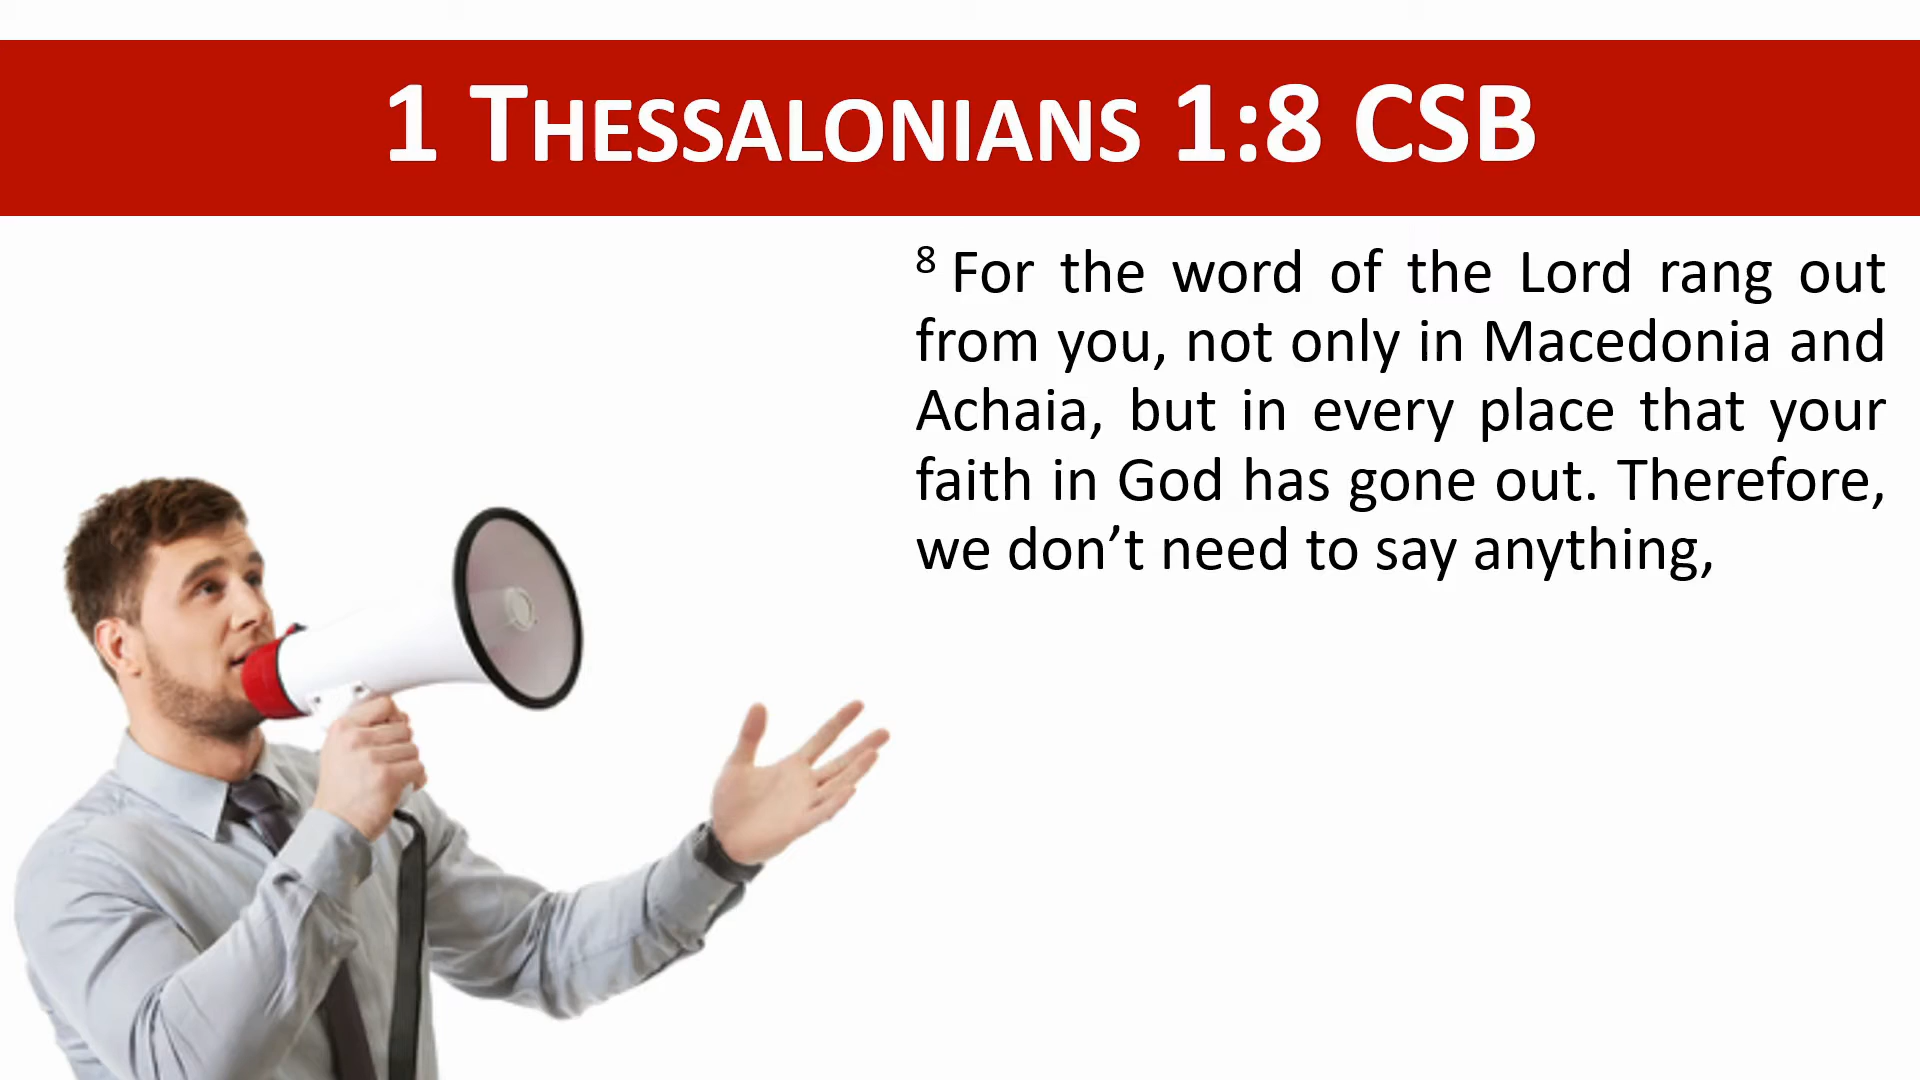 1 THESSALONIANS 1:8 CSB
8 For the word of the Lord rang out
from you, not only in Macedonia and
Achaia, but in every place that your
faith in God has gone out. Therefore,
we don’t need to say anything,